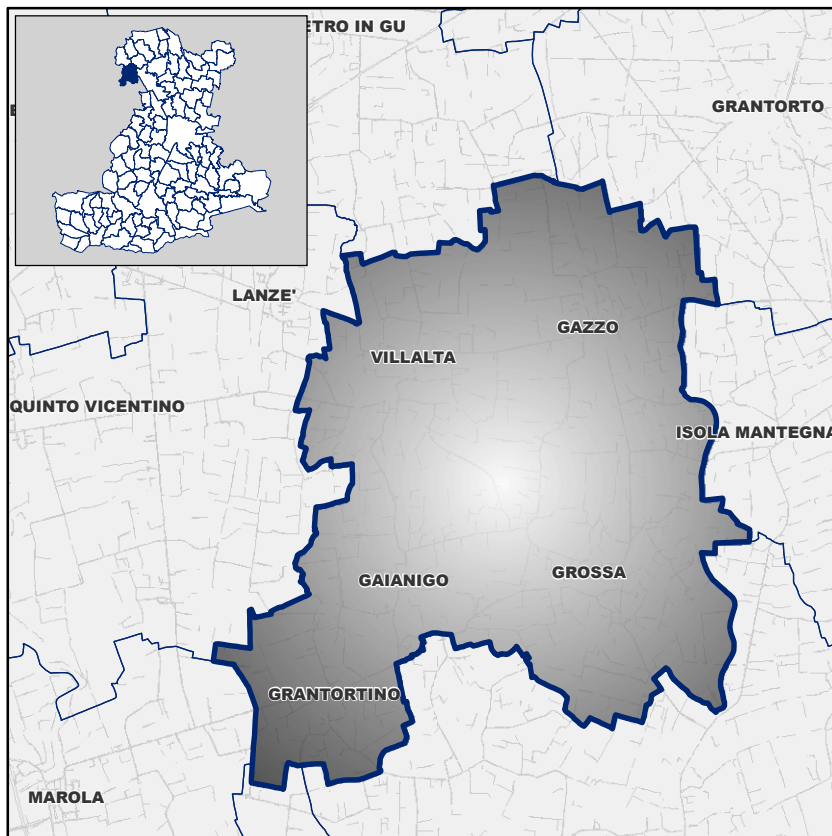 ETRO IN GU
GRANTORTO
LANZE'
GAZZO
VILLALTA
QUINTO VICENTINO
ISOLA MANTEGNA
GAIANIGO
GROSSA
GRANTORTINO
MAROLA